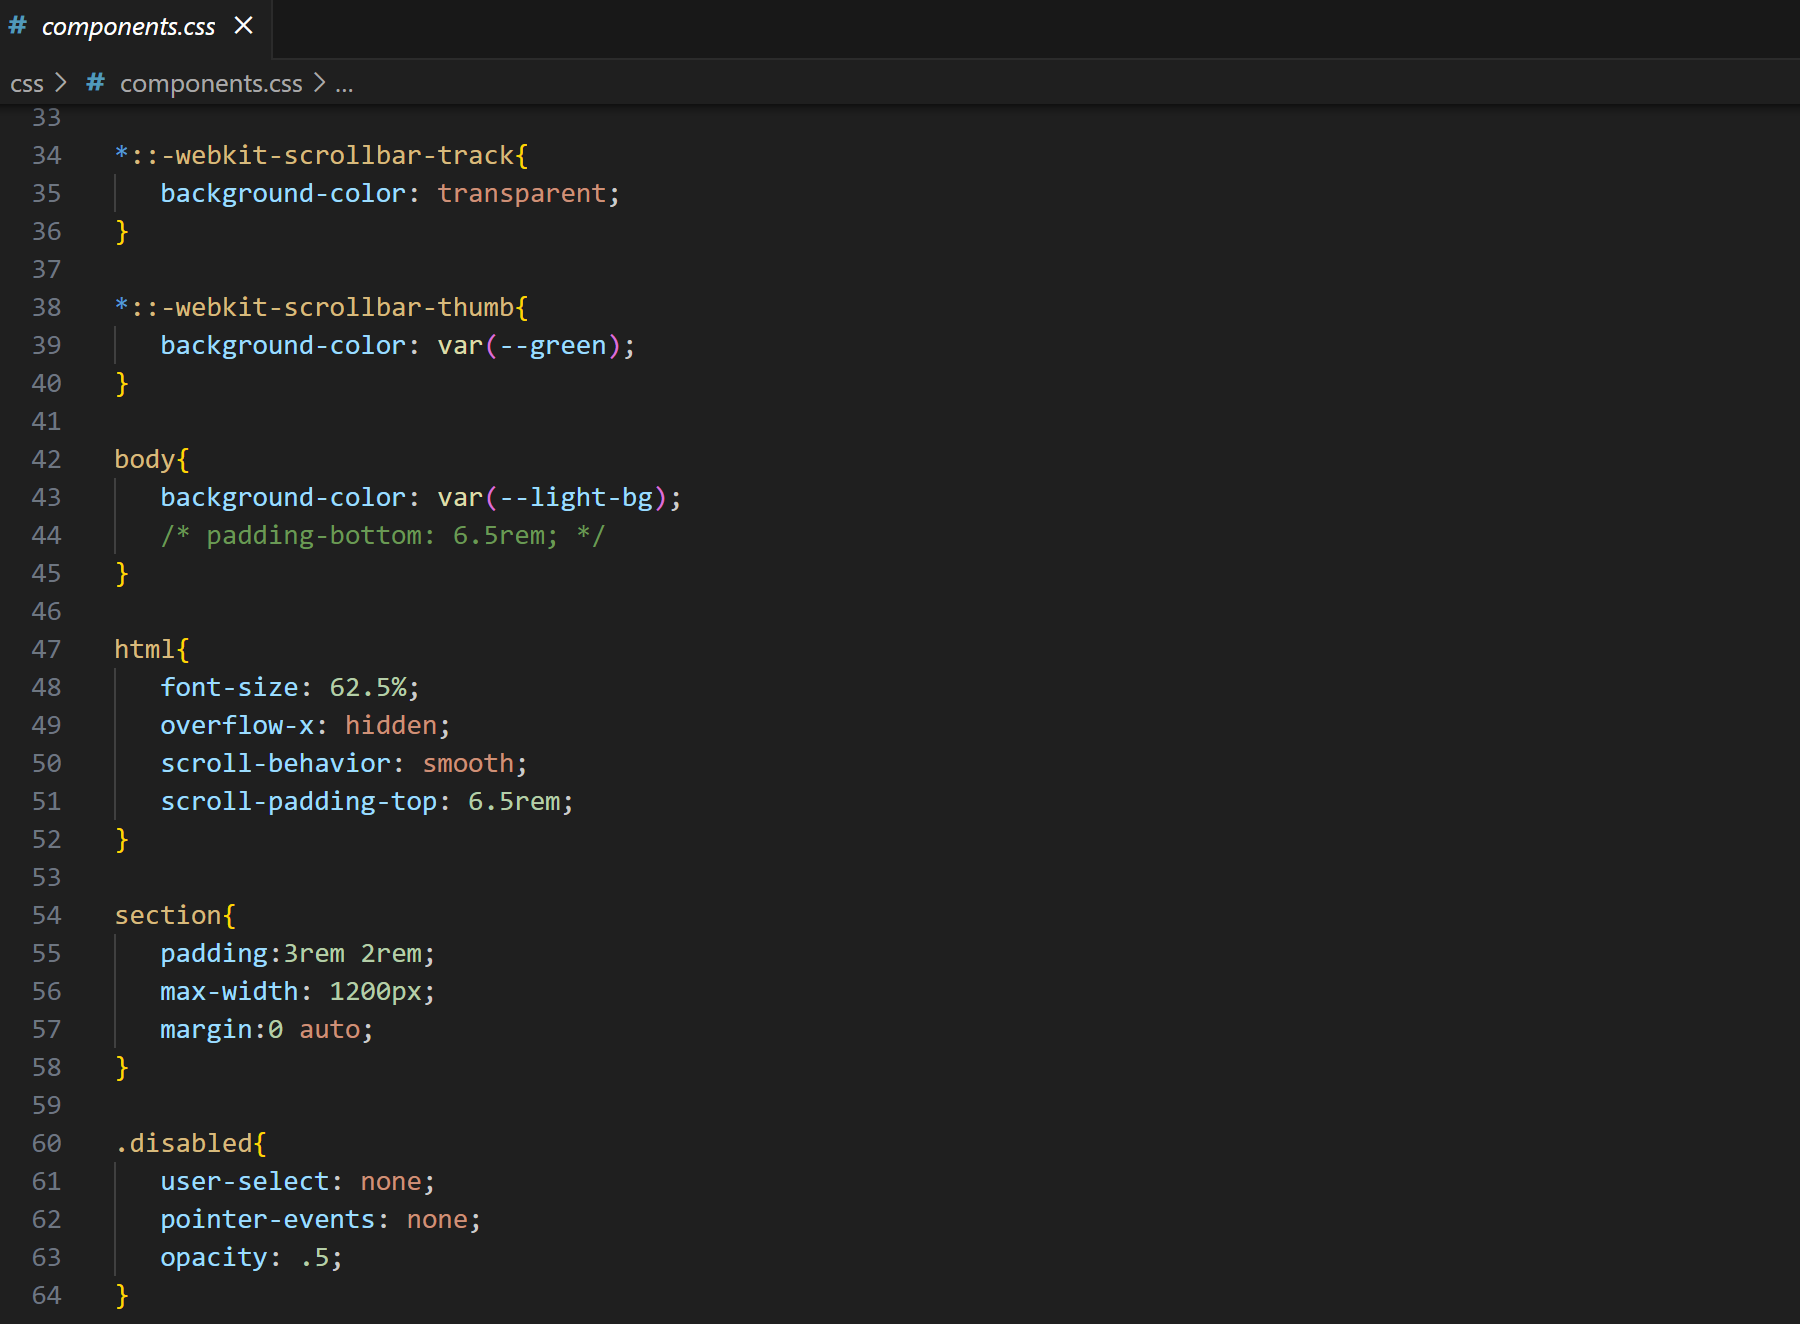 # components.css ×
css > # components.css > ...
33
34 *::-webkit-scrollbar-track{
35    background-color: transparent;
36 }
37
38 *::-webkit-scrollbar-thumb{
39    background-color: var(--green);
40 }
41
42 body{
43    background-color: var(--light-bg);
44    /* padding-bottom: 6.5rem; */
45 }
46
47 html{
48    font-size: 62.5%;
49    overflow-x: hidden;
50    scroll-behavior: smooth;
51    scroll-padding-top: 6.5rem;
52 }
53
54 section{
55    padding:3rem 2rem;
56    max-width: 1200px;
57    margin:0 auto;
58 }
59
60 .disabled{
61    user-select: none;
62    pointer-events: none;
63    opacity: .5;
64 }